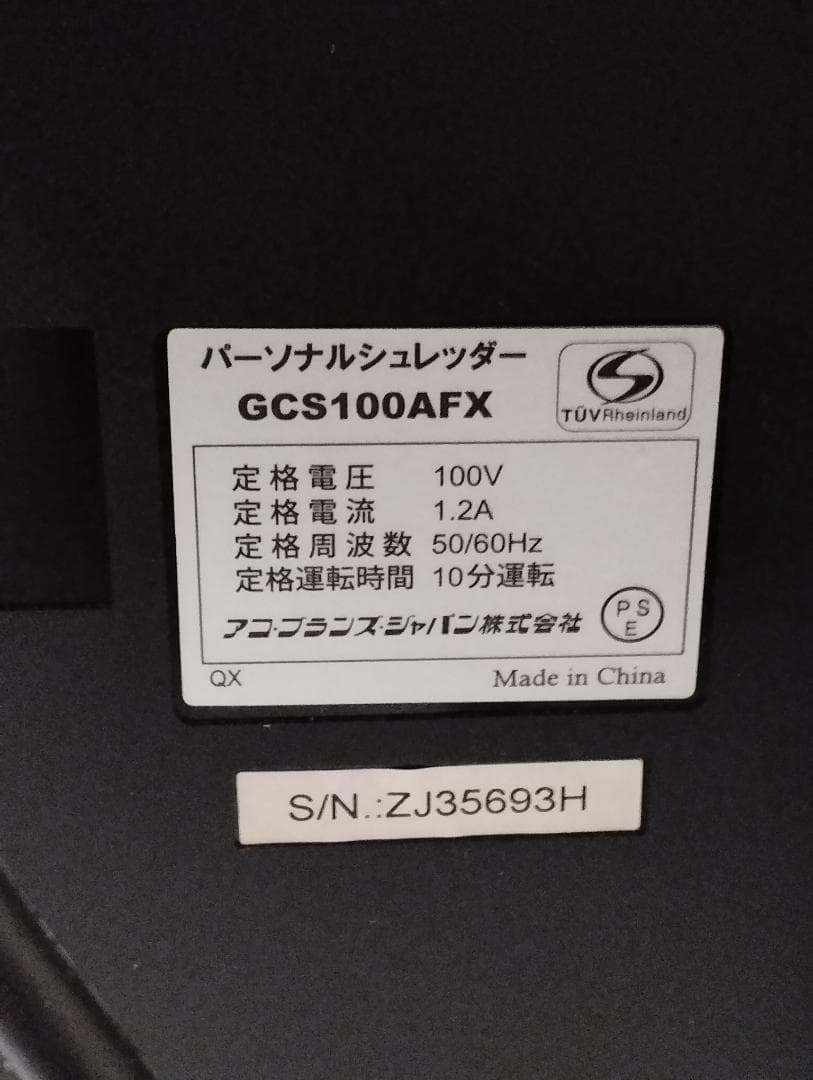 パーソナルシュレッダー
GCS100AFX
TÜVRheinland
定格電圧 100V
定格電流 1.2A
定格周波数 50/60Hz
定格運転時間 10分運転
アコ・ブランズ・ジャパン株式会社
PS
E
QX
Made in China
S/N.:ZJ35693H